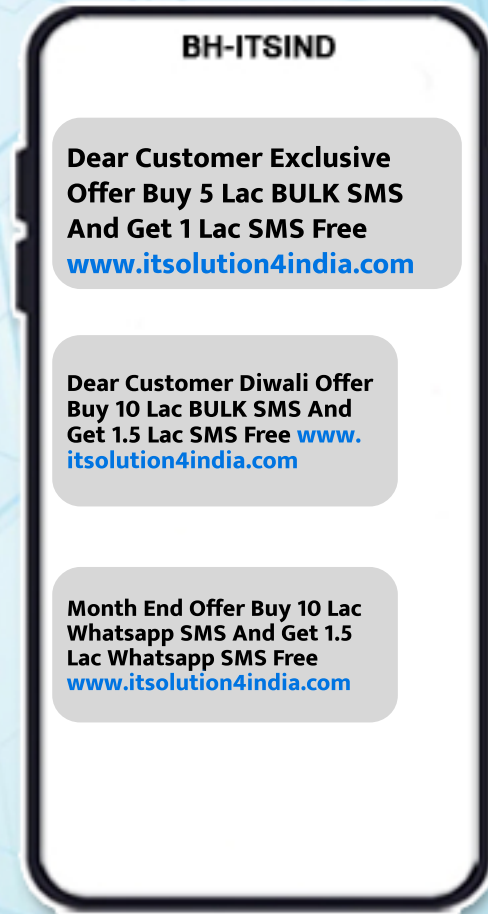 BH-ITSIND
Dear Customer Exclusive
Offer Buy 5 Lac BULK SMS
And Get 1 Lac SMS Free
www.itsolution4india.com
Dear Customer Diwali Offer
Buy 10 Lac BULK SMS And
Get 1.5 Lac SMS Free www.
itsolution4india.com
Month End Offer Buy 10 Lac
Whatsapp SMS And Get 1.5
Lac Whatsapp SMS Free
www.itsolution4india.com